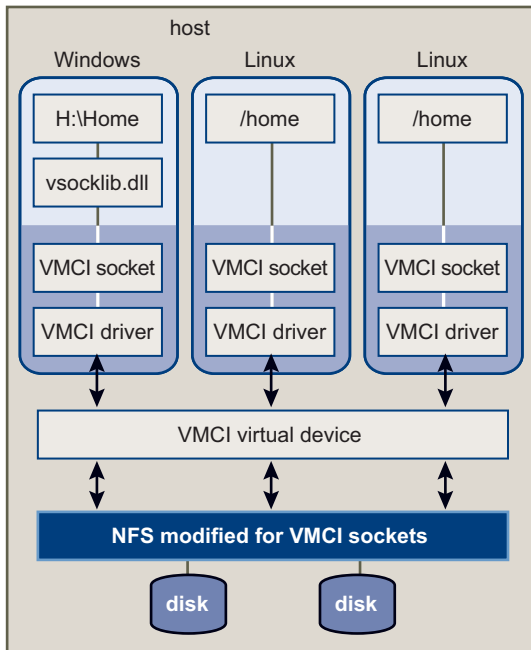 host
Windows Linux Linux
H:\Home /home /home
vsocklib.dll
VMCI socket VMCI socket VMCI socket
VMCI driver VMCI driver VMCI driver
VMCI virtual device
NFS modified for VMCI sockets
disk disk